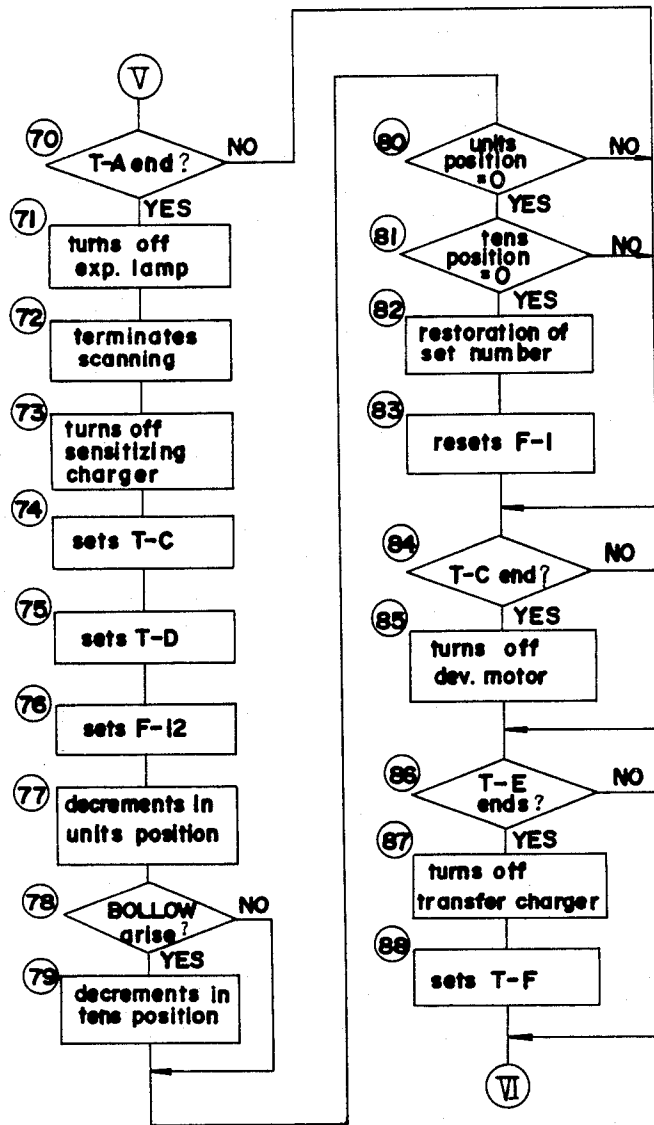 V
70
T-A end?
NO
YES
71
turns off
exp. lamp
72
terminates
scanning
73
turns off
sensitizing
charger
74
sets T-C
75
sets T-D
76
sets F-12
77
decrements in
units position
78
BOLLOW
arise?
NO
YES
79
decrements in
tens position
80
units
position
=0
NO
YES
81
tens
position
=0
NO
YES
82
restoration of
set number
83
resets F-1
84
T-C end?
NO
YES
85
turns off
dev. motor
86
T-E
ends?
NO
YES
87
turns off
transfer charger
88
sets T-F
VI